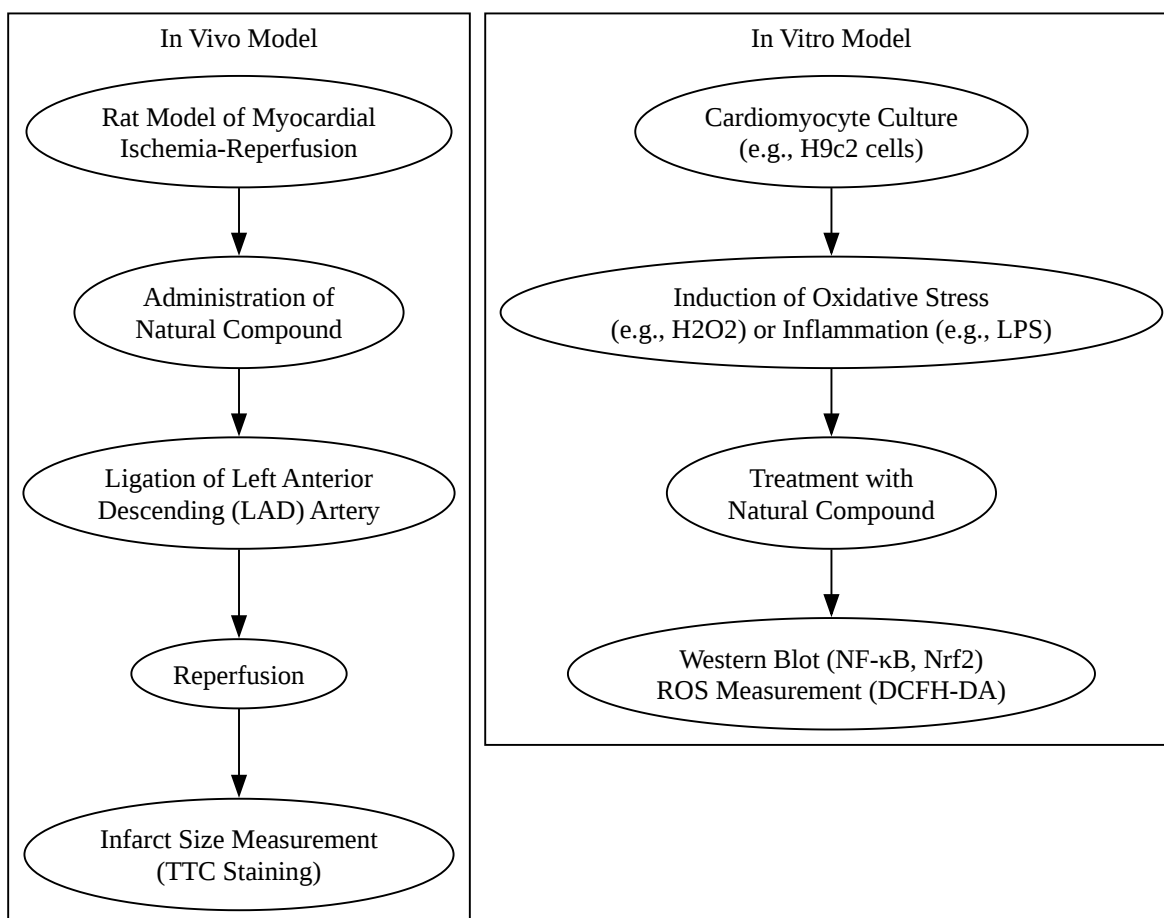 In Vivo Model
Rat Model of Myocardial
Ischemia-Reperfusion
Administration of
Natural Compound
Ligation of Left Anterior
Descending (LAD) Artery
Reperfusion
Infarct Size Measurement
(TTC Staining)
In Vitro Model
Cardiomyocyte Culture
(e.g., H9c2 cells)
Induction of Oxidative Stress
(e.g., H2O2) or Inflammation (e.g., LPS)
Treatment with
Natural Compound
Western Blot (NF-κB, Nrf2)
ROS Measurement (DCFH-DA)